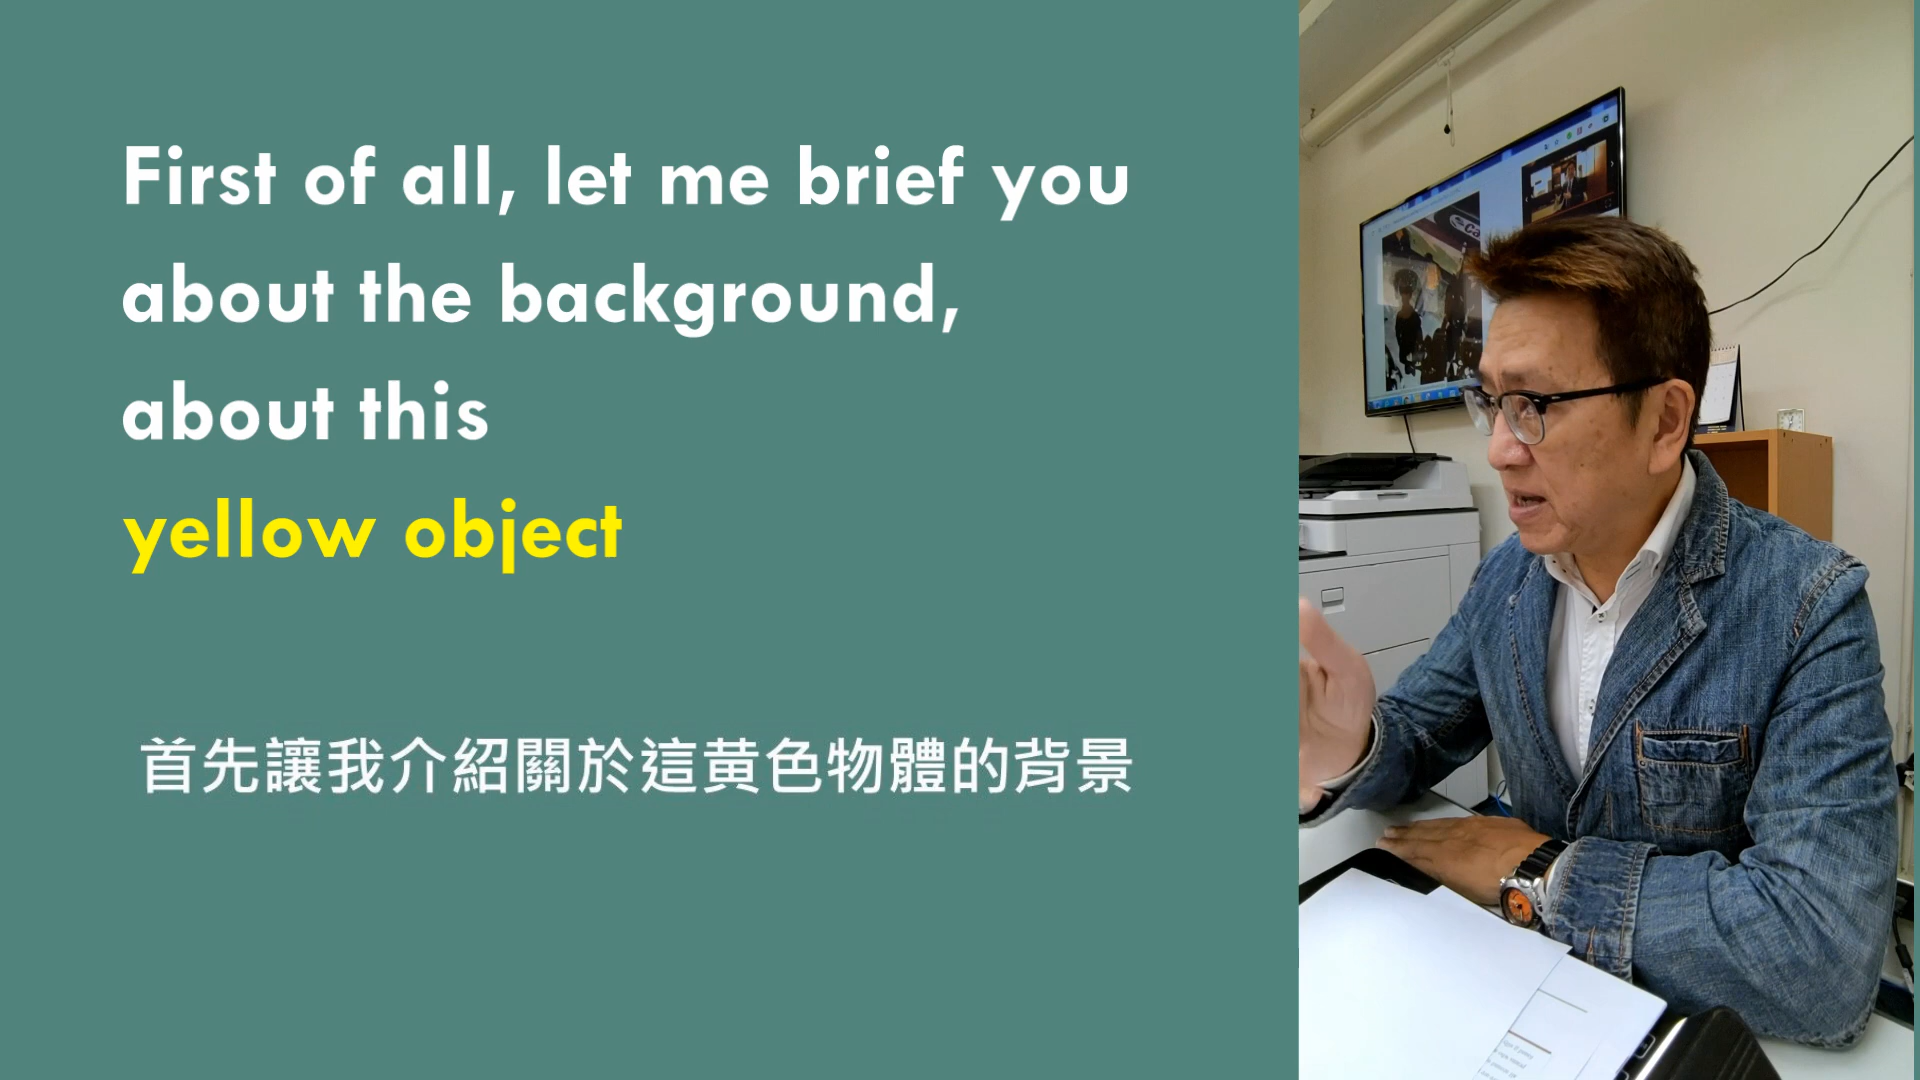 First of all, let me brief you
about the background,
about this
yellow object
首先讓我介紹關於這黄色物體的背景